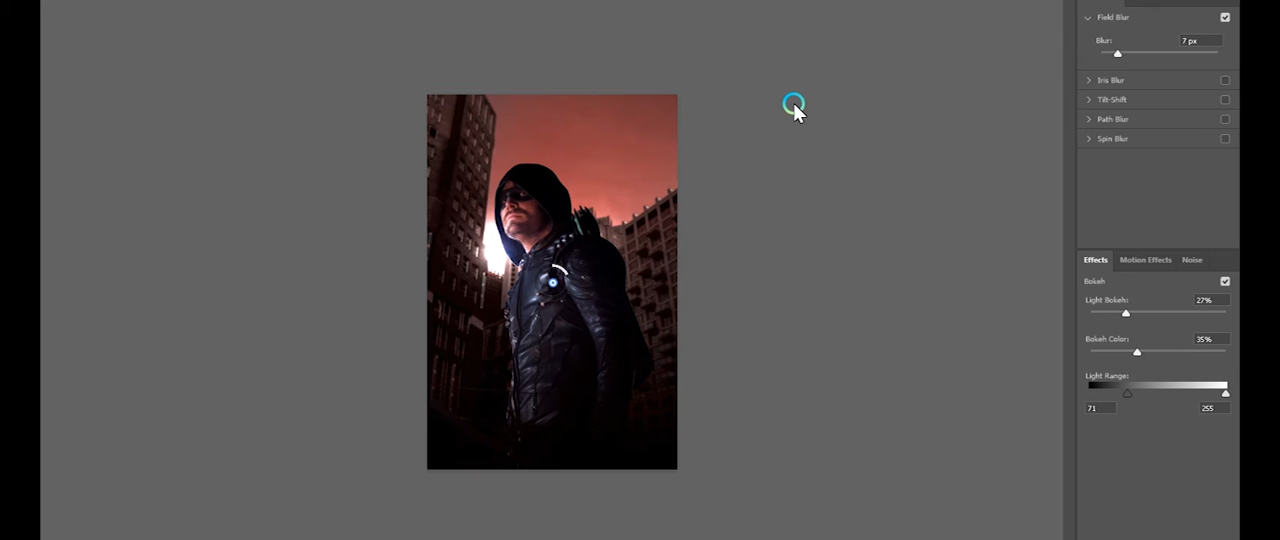 Field Blur
Blur: 7 px
Iris Blur
Tilt-Shift
Path Blur
Spin Blur
Effects Motion Effects Noise
Bokeh
Light Bokeh: 27%
Bokeh Color: 35%
Light Range:
71 255